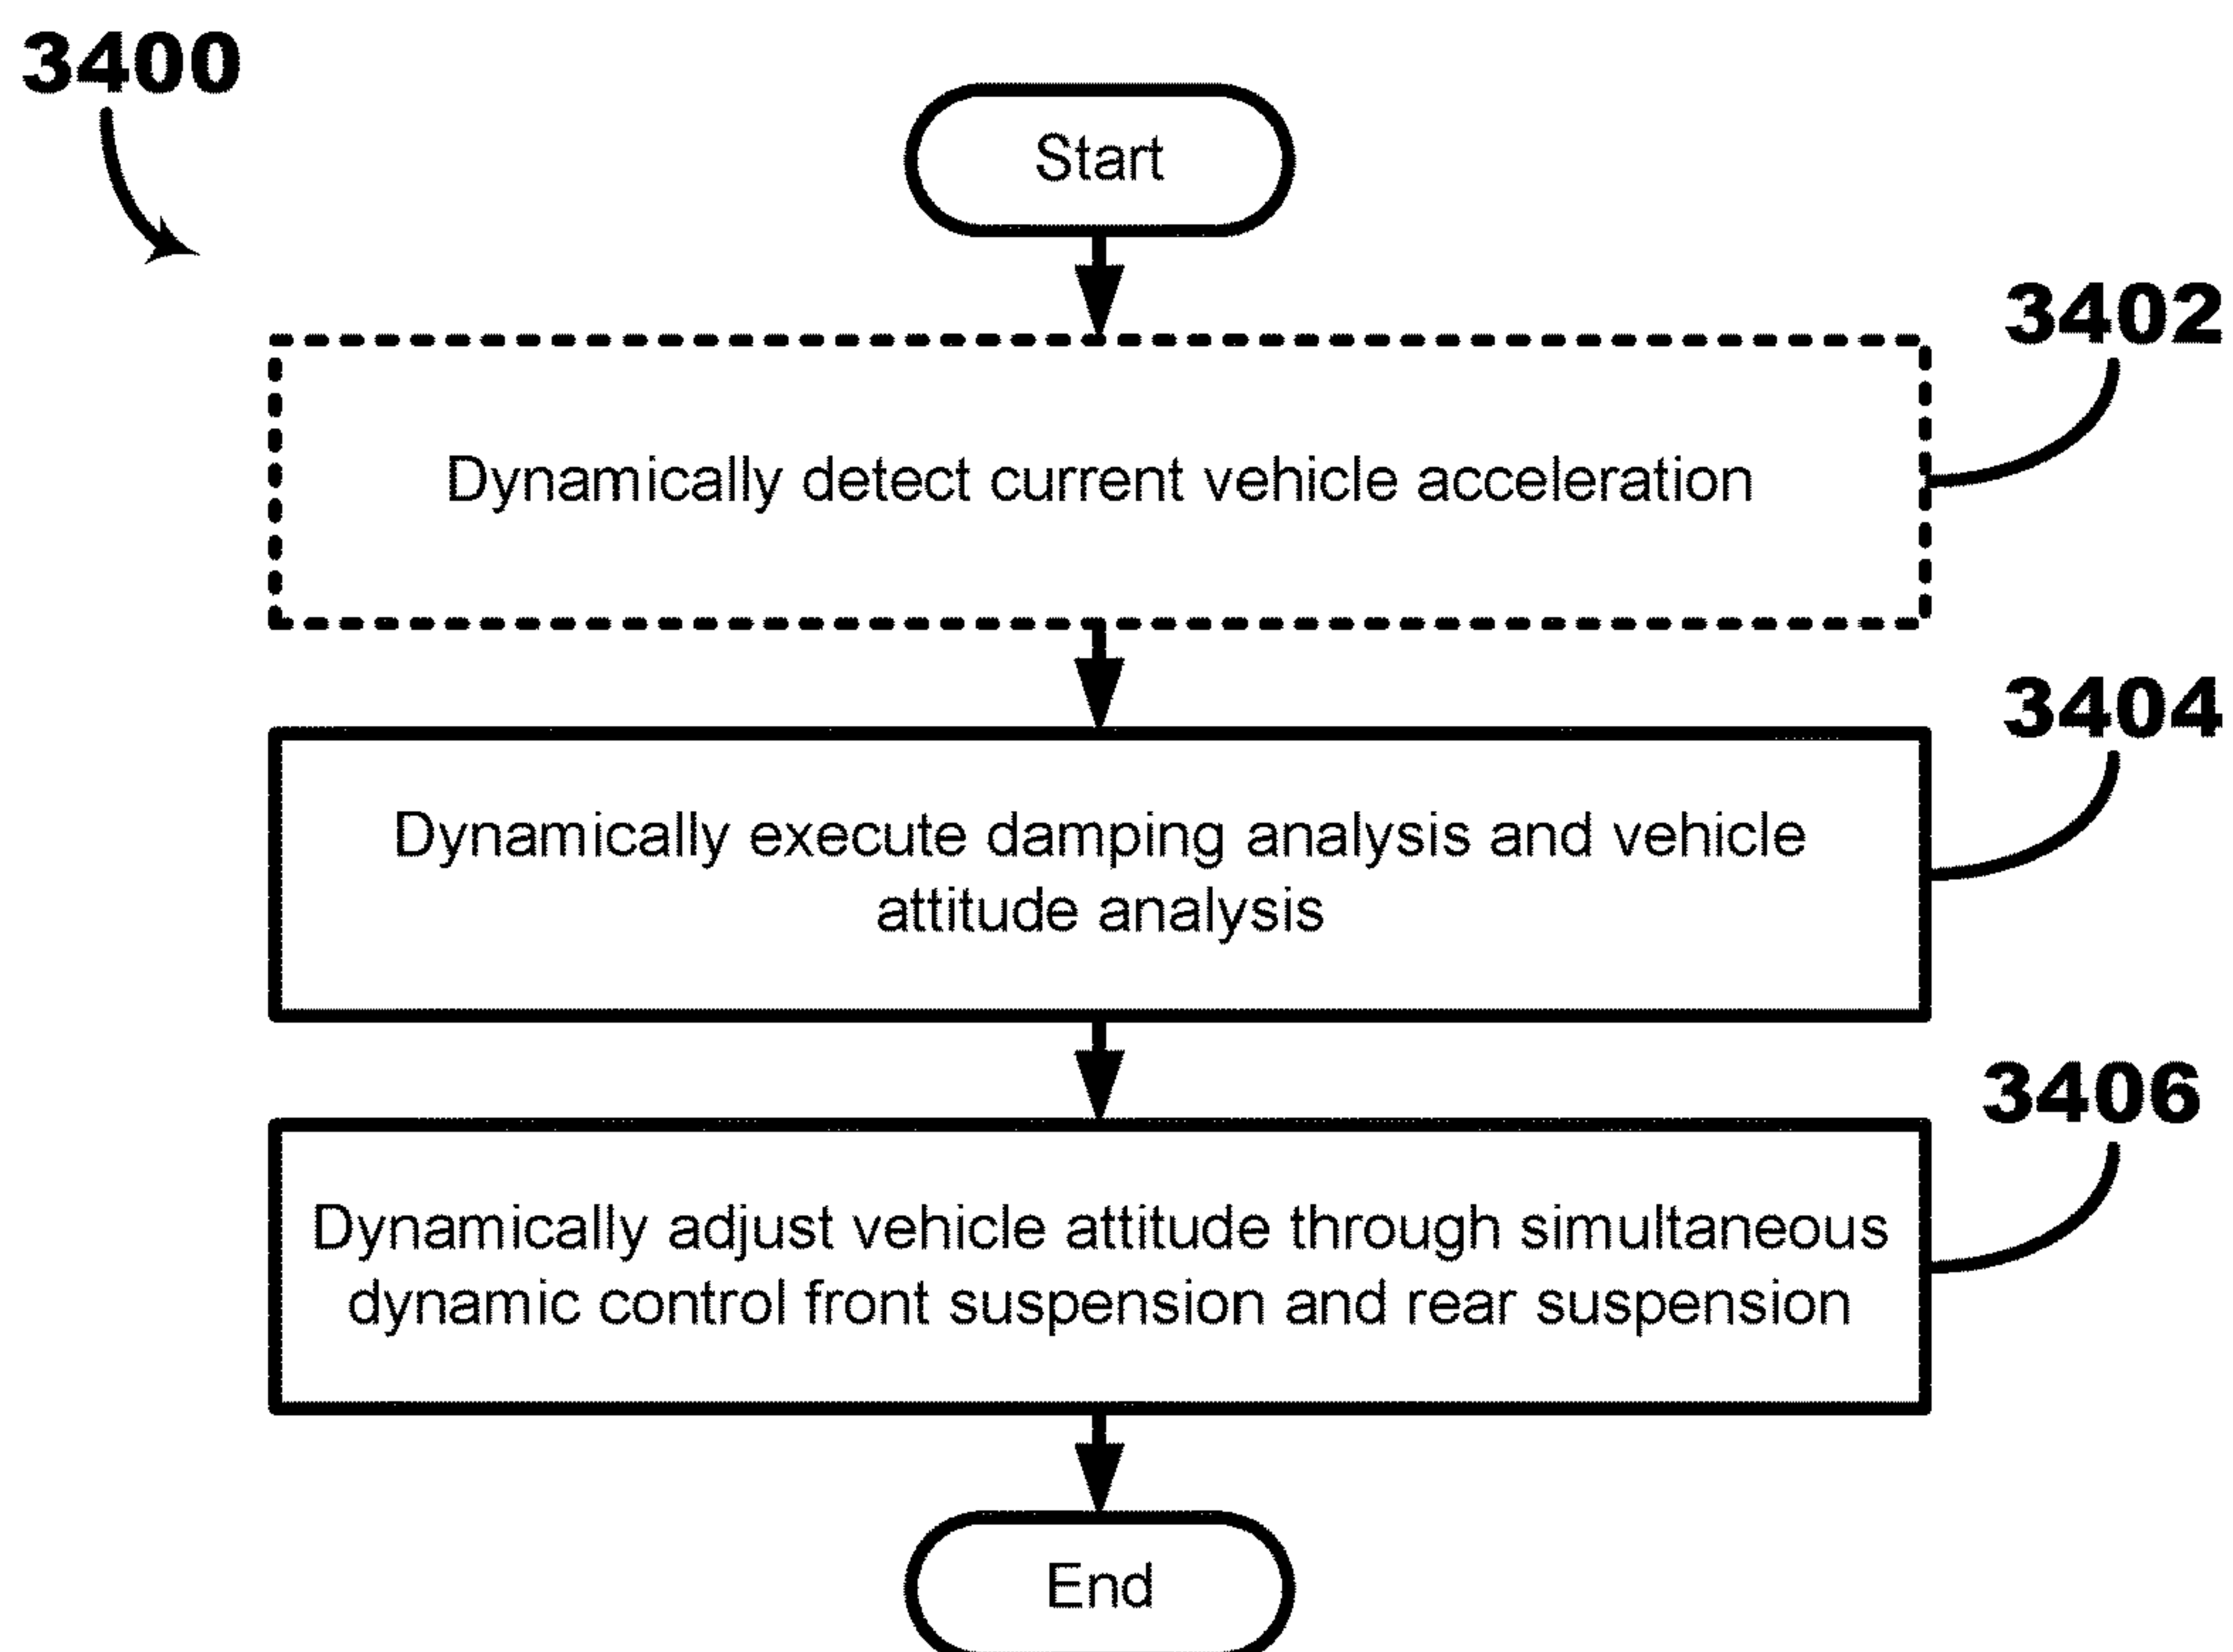 3400
Start
3402
Dynamically detect current vehicle acceleration
3404
Dynamically execute damping analysis and vehicle
attitude analysis
3406
Dynamically adjust vehicle attitude through simultaneous
dynamic control front suspension and rear suspension
End